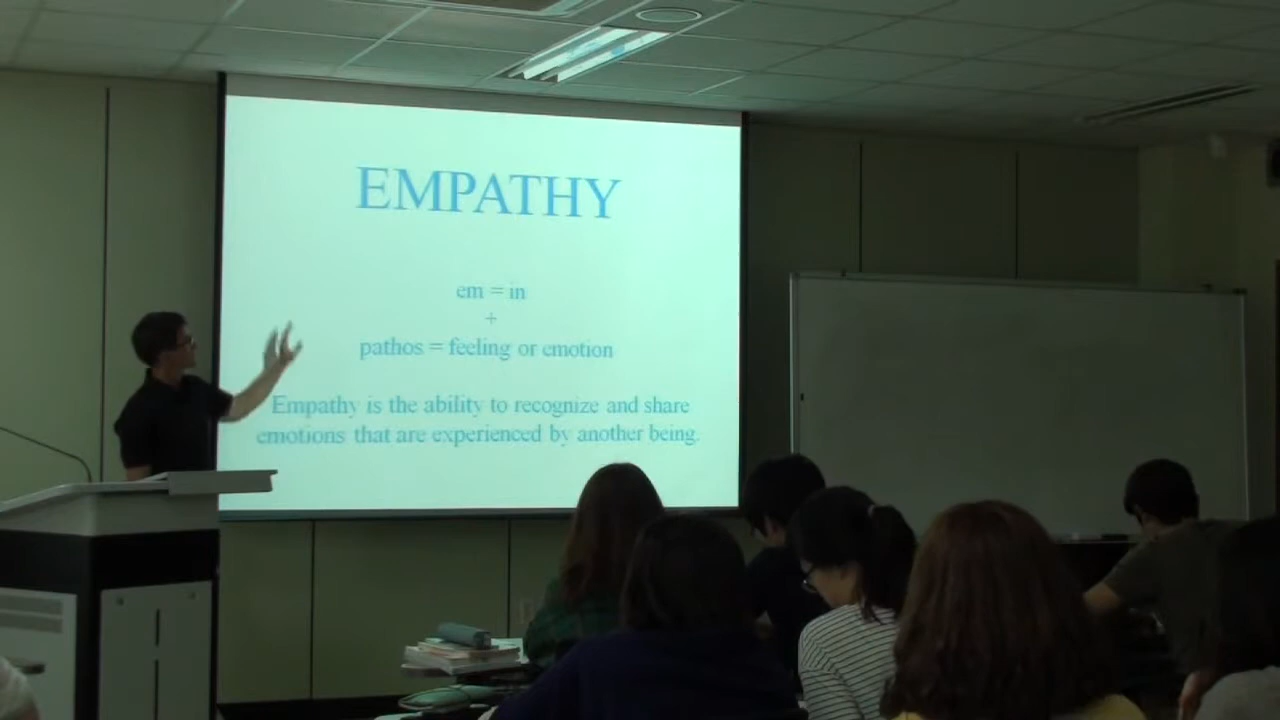 EMPATHY
em = in
+
pathos = feeling or emotion
Empathy is the ability to recognize and share
emotions that are experienced by another being.